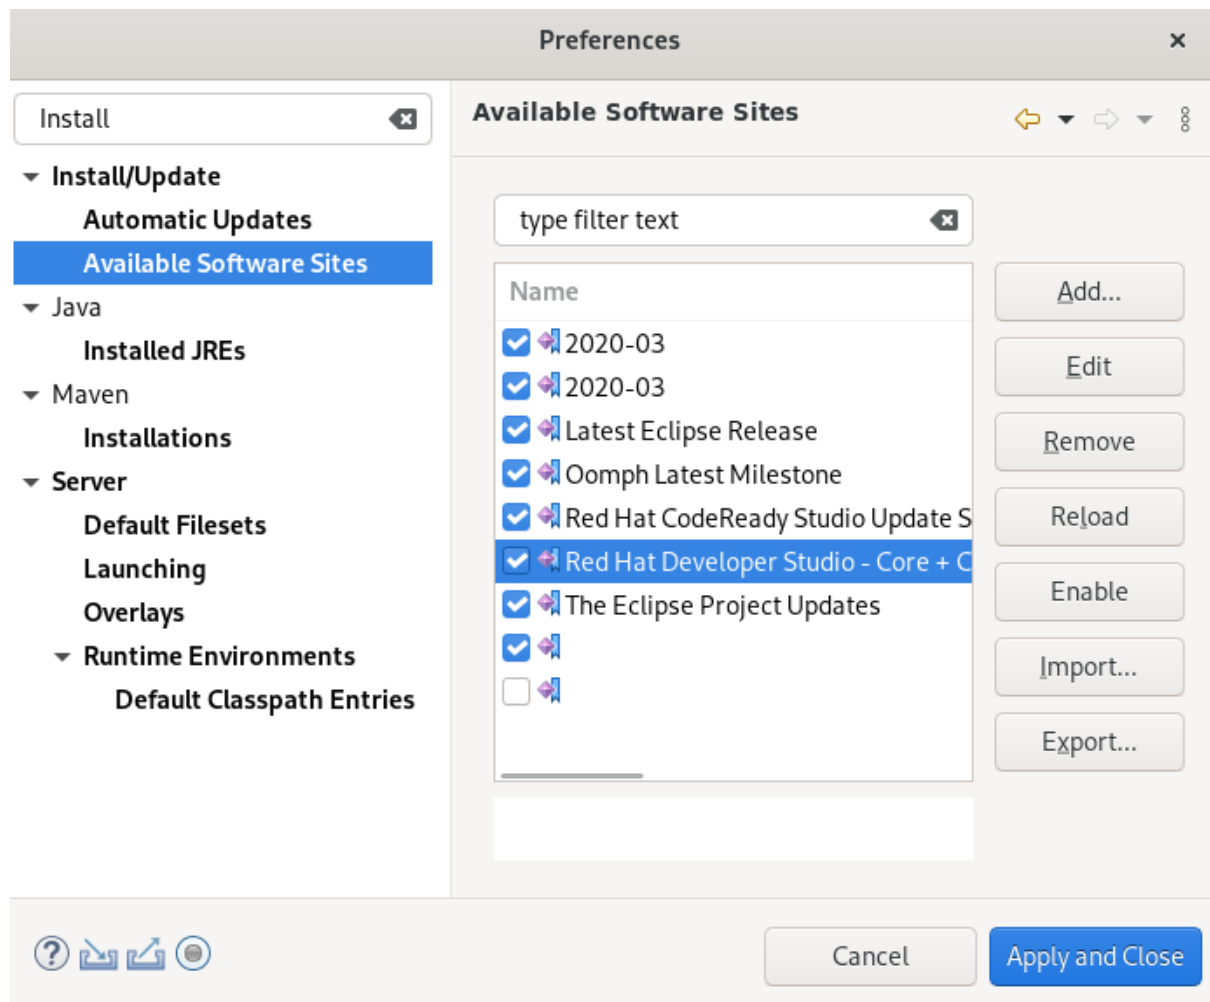 Preferences
Install
Available Software Sites
Install/Update
Automatic Updates
Available Software Sites
Java
Installed JREs
Maven
Installations
Server
Default Filesets
Launching
Overlays
Runtime Environments
Default Classpath Entries
type filter text
Name
2020-03
2020-03
Latest Eclipse Release
Oomph Latest Milestone
Red Hat CodeReady Studio Update S
Red Hat Developer Studio - Core + C
The Eclipse Project Updates
Add...
Edit
Remove
Reload
Enable
Import...
Export...
?
Cancel
Apply and Close